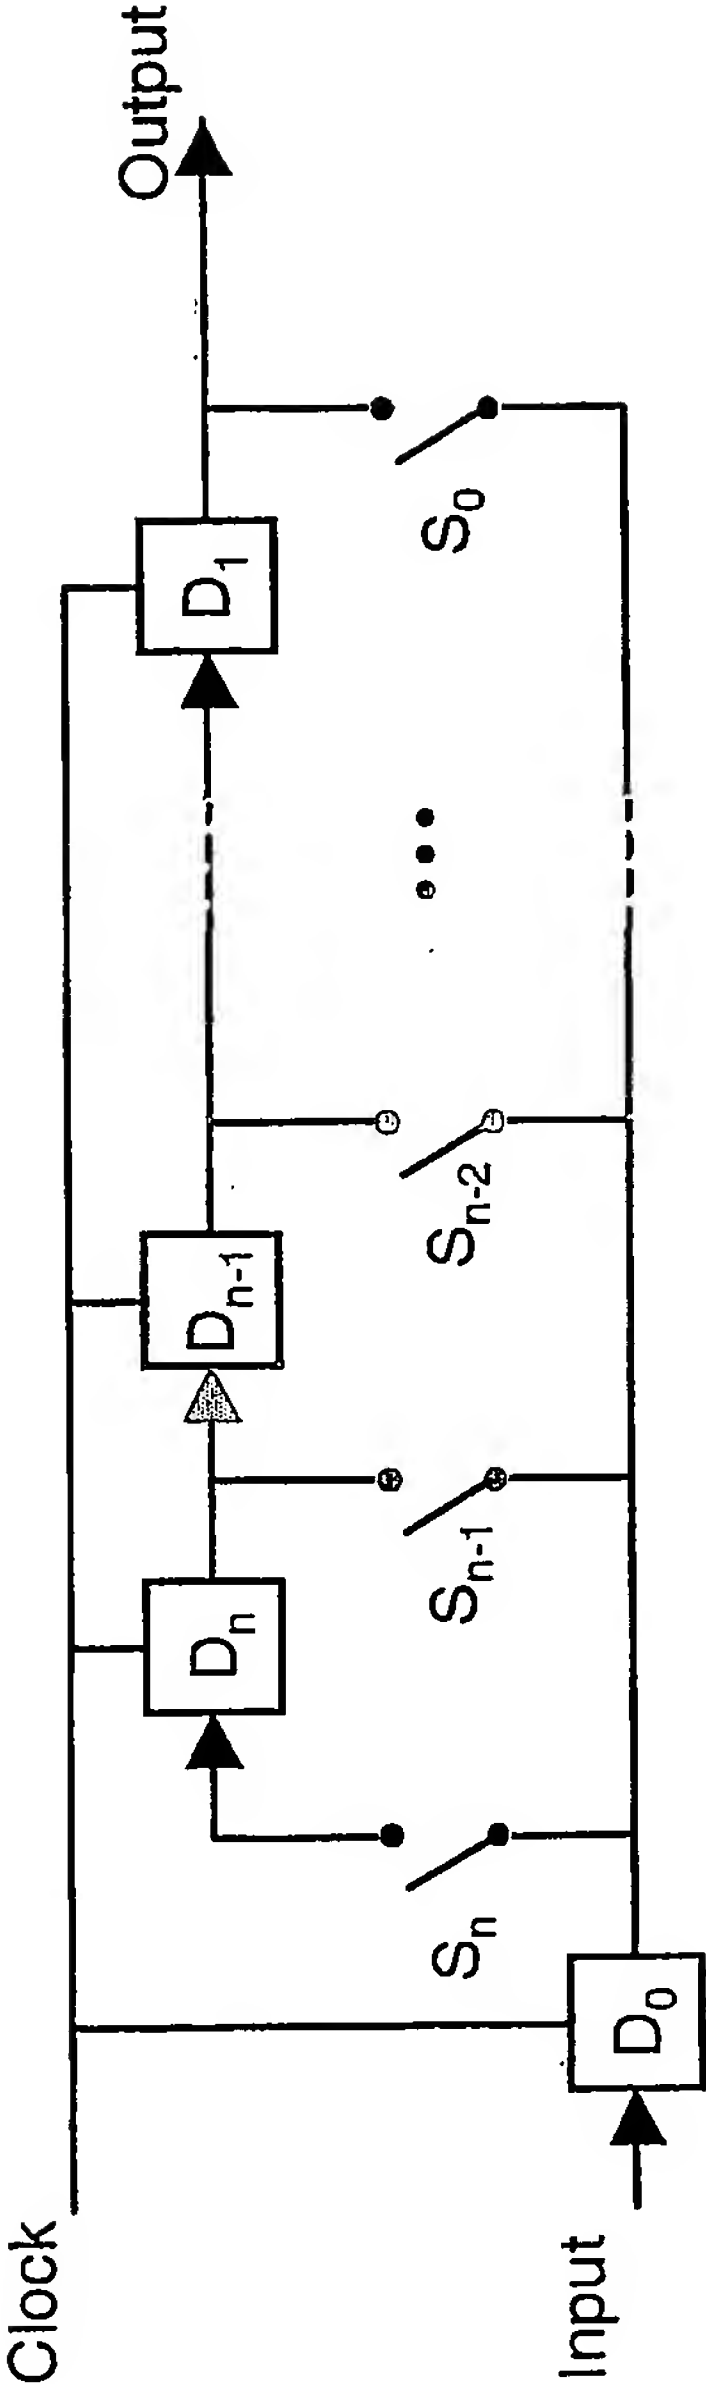 Clock
Input
Output
D₀
Dₙ
Dₙ₋₁
D₁
Sₙ
Sₙ₋₁
Sₙ₋₂
S₀